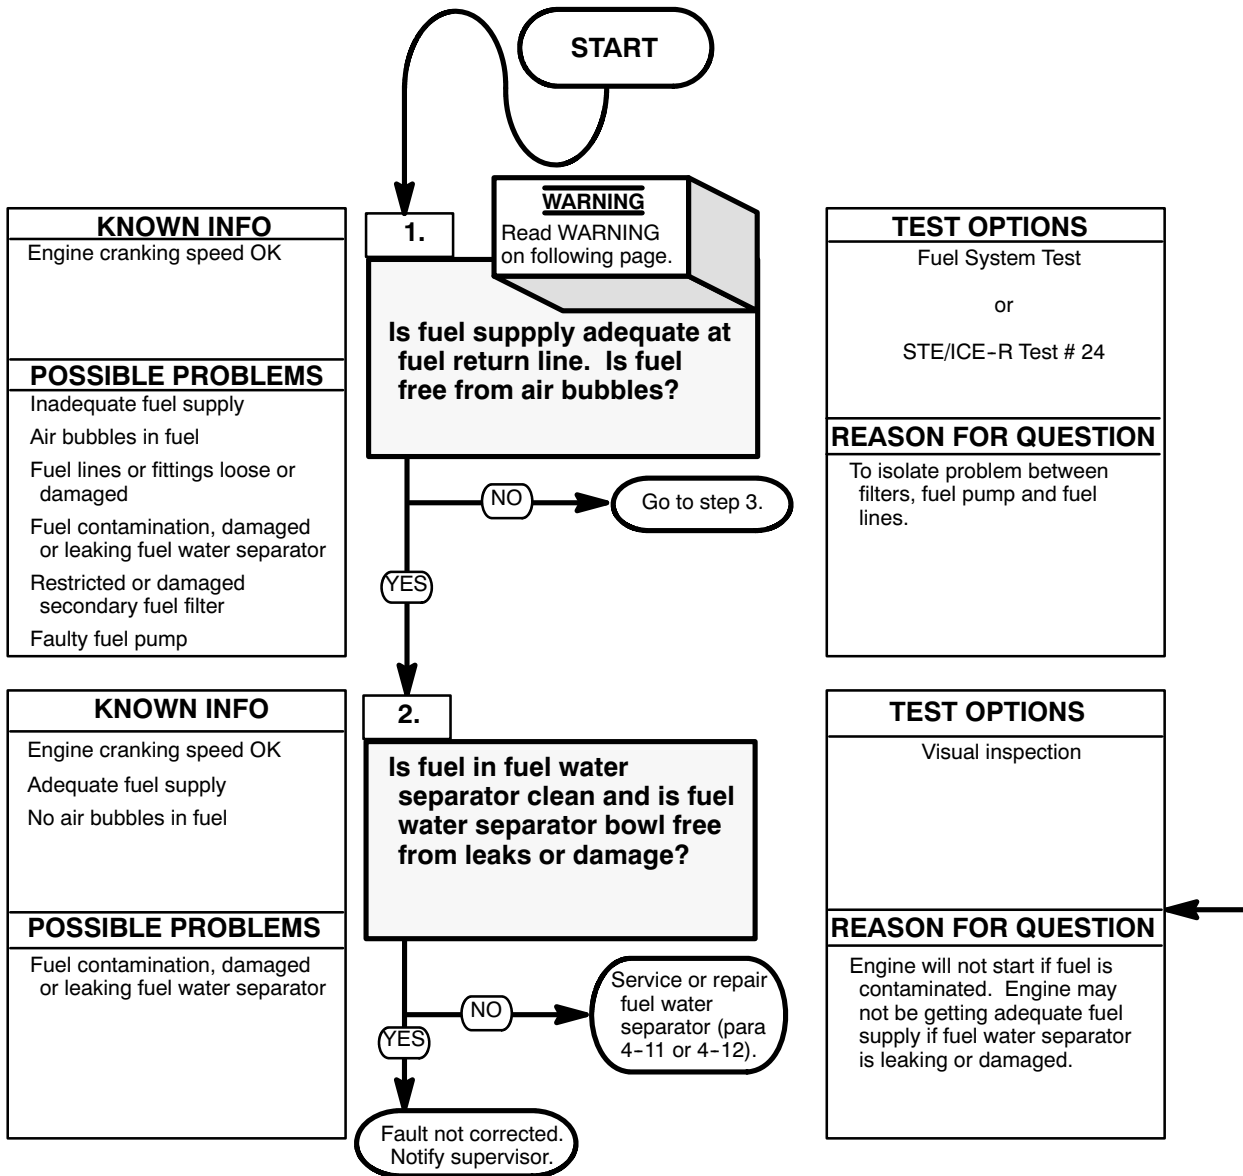 START
KNOWN INFO
Engine cranking speed OK
POSSIBLE PROBLEMS
Inadequate fuel supply
Air bubbles in fuel
Fuel lines or fittings loose or
damaged
Fuel contamination, damaged
or leaking fuel water separator
Restricted or damaged
secondary fuel filter
Faulty fuel pump
1.
WARNING
Read WARNING
on following page.
Is fuel suppply adequate at
fuel return line.  Is fuel
free from air bubbles?
NO
Go to step 3.
YES
TEST OPTIONS
Fuel System Test
or
STE/ICE-R Test # 24
REASON FOR QUESTION
To isolate problem between
filters, fuel pump and fuel
lines.
KNOWN INFO
Engine cranking speed OK
Adequate fuel supply
No air bubbles in fuel
POSSIBLE PROBLEMS
Fuel contamination, damaged
or leaking fuel water separator
2.
Is fuel in fuel water
separator clean and is fuel
water separator bowl free
from leaks or damage?
NO
Service or repair
fuel water
separator (para
4-11 or 4-12).
YES
Fault not corrected.
Notify supervisor.
TEST OPTIONS
Visual inspection
REASON FOR QUESTION
Engine will not start if fuel is
contaminated.  Engine may
not be getting adequate fuel
supply if fuel water separator
is leaking or damaged.